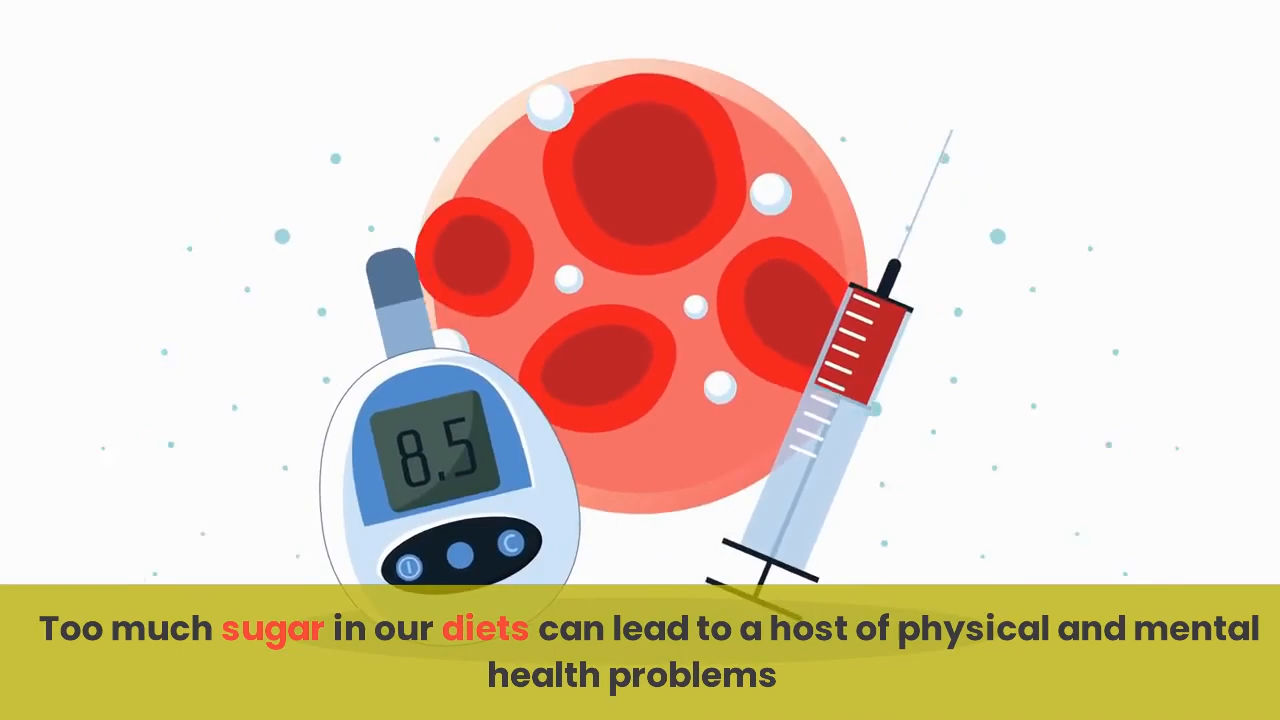 8.5
Too much sugar in our diets can lead to a host of physical and mental
health problems